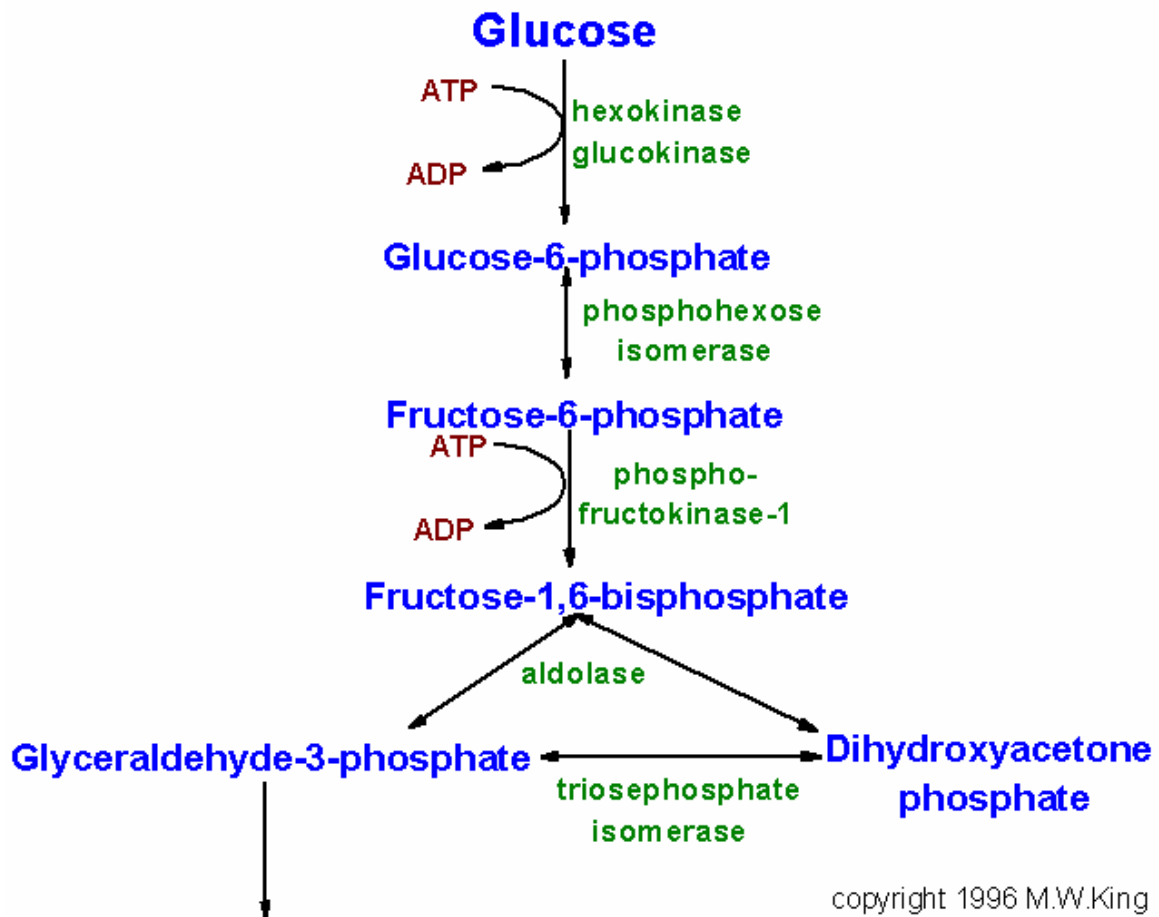 Glucose
ATP
hexokinase
glucokinase
ADP
Glucose-6-phosphate
phosphohexose
isomerase
Fructose-6-phosphate
ATP
phospho-
fructokinase-1
ADP
Fructose-1,6-bisphosphate
aldolase
Glyceraldehyde-3-phosphate
Dihydroxyacetone
phosphate
triosephosphate
isomerase
copyright 1996 M.W.King